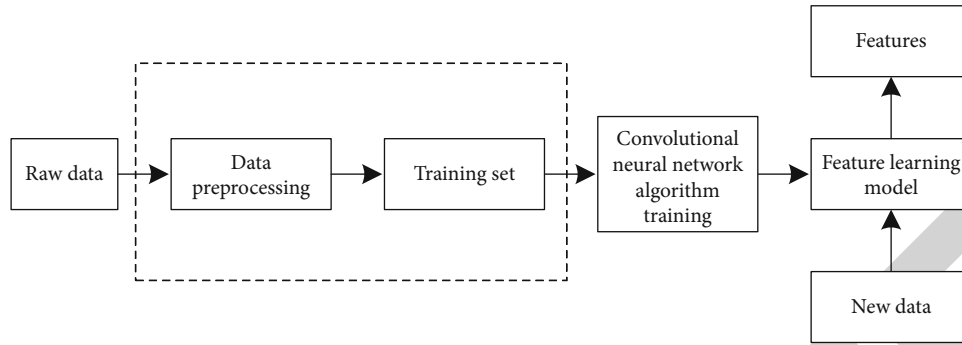 Features
Raw data
Data
preprocessing
Training set
Convolutional
neural network
algorithm
training
Feature learning
model
New data